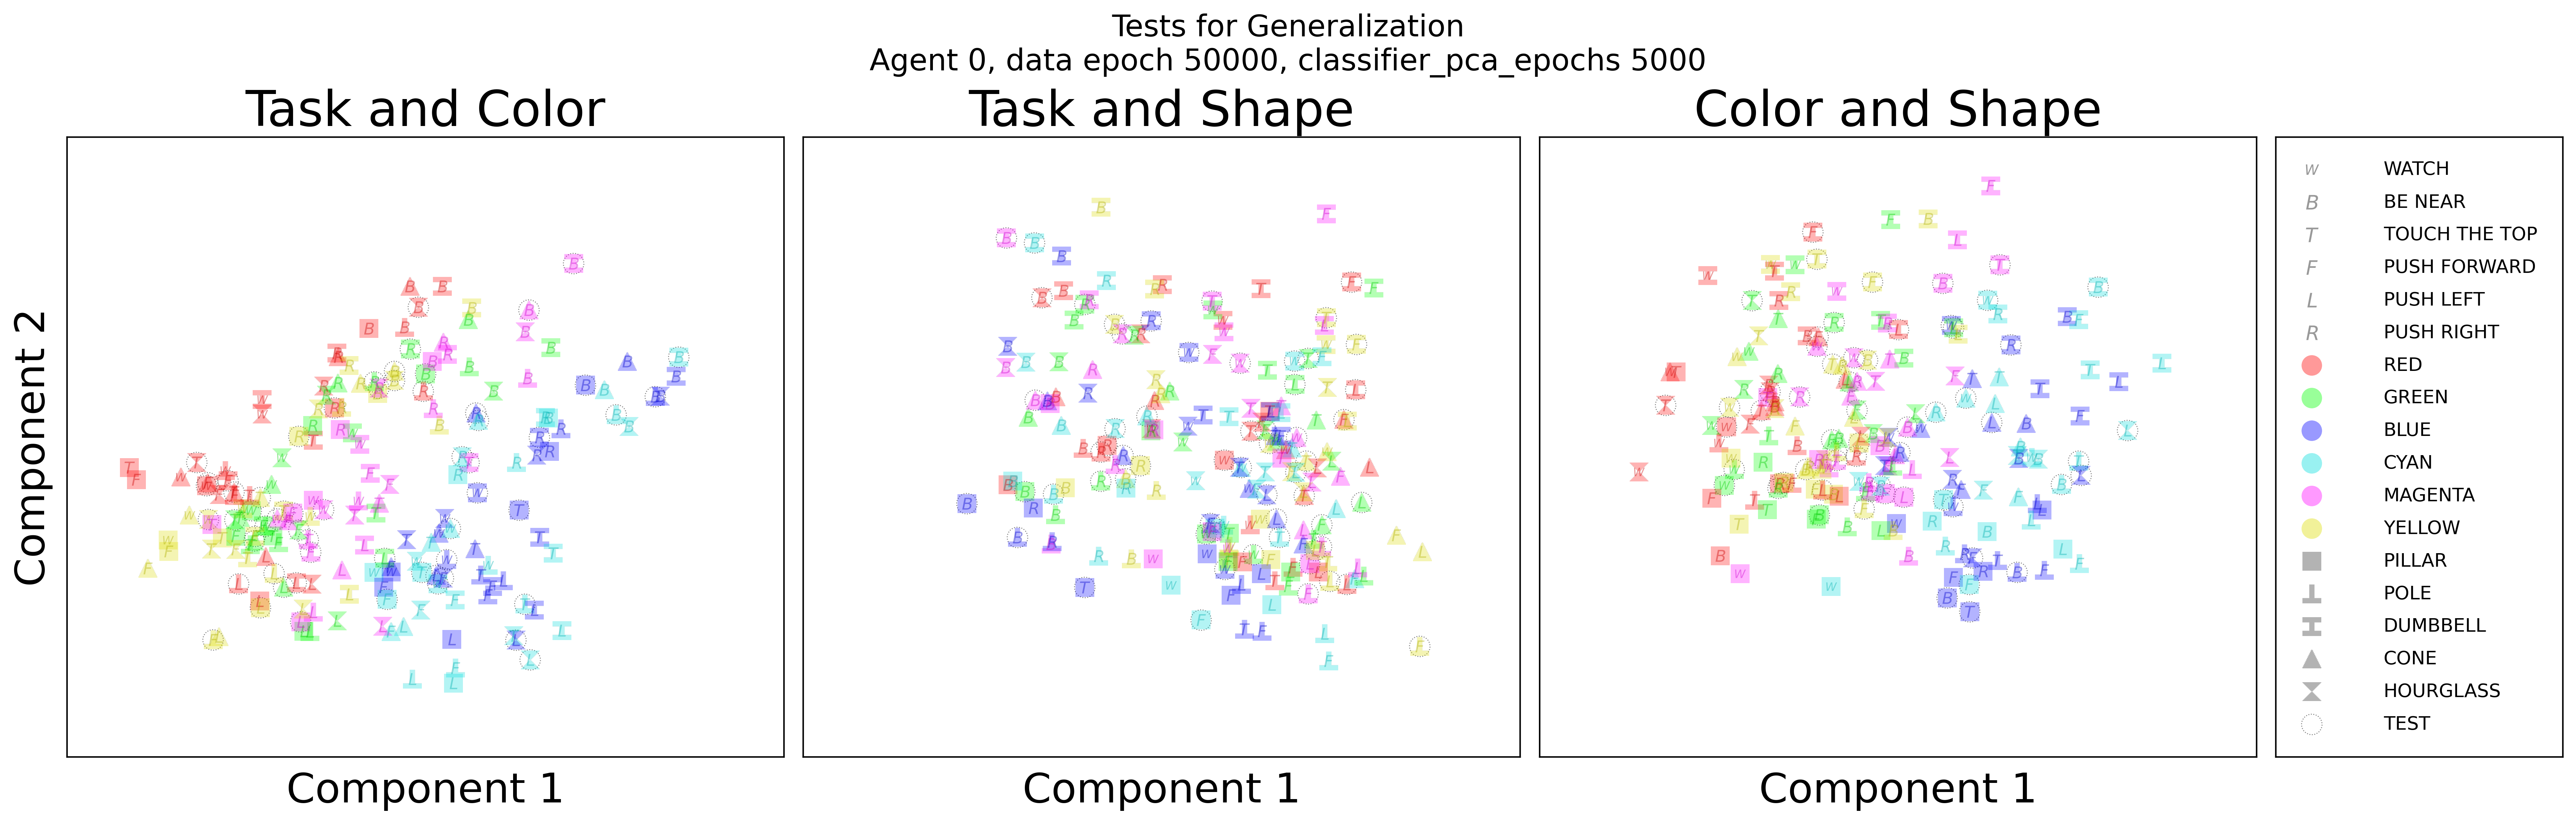 Tests for Generalization
Agent 0, data epoch 50000, classifier_pca_epochs 5000
Task and Color
Task and Shape
Color and Shape
Component 2
Component 1
Component 1
Component 1
W WATCH
B BE NEAR
T TOUCH THE TOP
F PUSH FORWARD
L PUSH LEFT
R PUSH RIGHT
RED
GREEN
BLUE
CYAN
MAGENTA
YELLOW
PILLAR
POLE
DUMBBELL
CONE
HOURGLASS
TEST